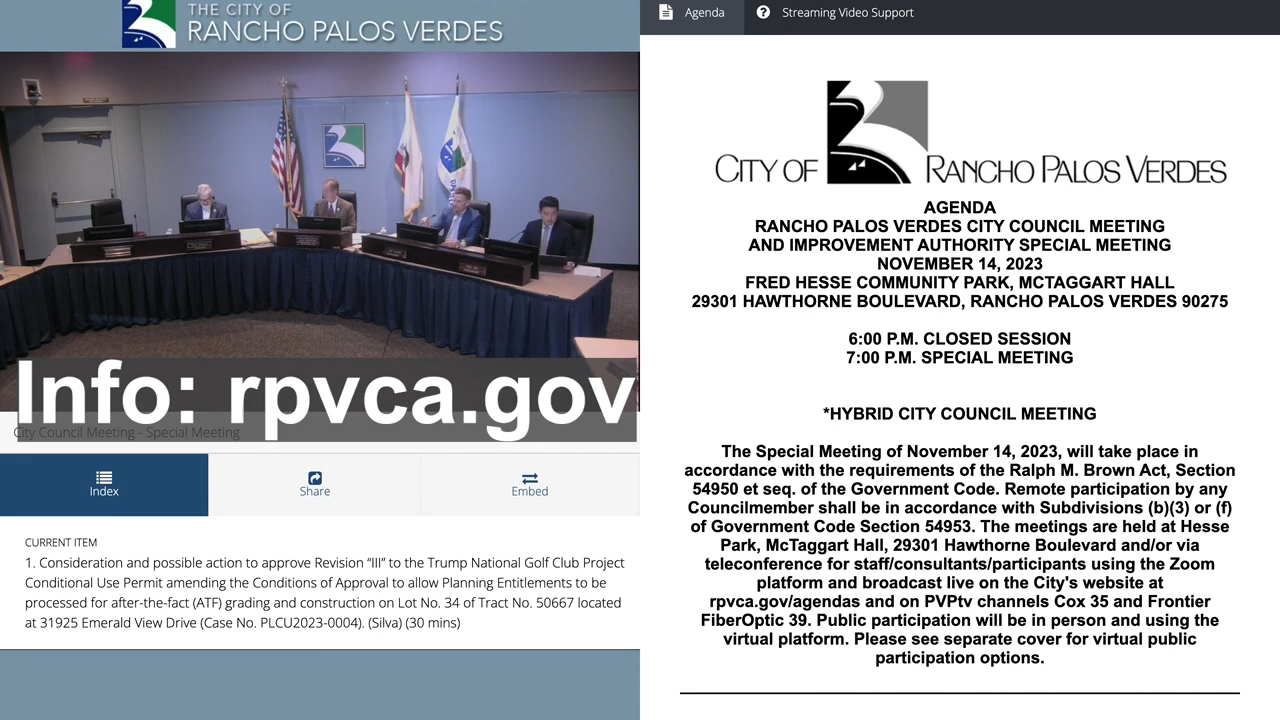 THE CITY OF
RANCHO PALOS VERDES
Info: rpvca.gov
City Council Meeting - Special Meeting
Index
Share
Embed
CURRENT ITEM
1. Consideration and possible action to approve Revision “III” to the Trump National Golf Club Project
Conditional Use Permit amending the Conditions of Approval to allow Planning Entitlements to be
processed for after-the-fact (ATF) grading and construction on Lot No. 34 of Tract No. 50667 located
at 31925 Emerald View Drive (Case No. PLCU2023-0004). (Silva) (30 mins)
Agenda
Streaming Video Support
CITY OF RANCHO PALOS VERDES
AGENDA
RANCHO PALOS VERDES CITY COUNCIL MEETING
AND IMPROVEMENT AUTHORITY SPECIAL MEETING
NOVEMBER 14, 2023
FRED HESSE COMMUNITY PARK, MCTAGGART HALL
29301 HAWTHORNE BOULEVARD, RANCHO PALOS VERDES 90275
6:00 P.M. CLOSED SESSION
7:00 P.M. SPECIAL MEETING
*HYBRID CITY COUNCIL MEETING
The Special Meeting of November 14, 2023, will take place in
accordance with the requirements of the Ralph M. Brown Act, Section
54950 et seq. of the Government Code. Remote participation by any
Councilmember shall be in accordance with Subdivisions (b)(3) or (f)
of Government Code Section 54953. The meetings are held at Hesse
Park, McTaggart Hall, 29301 Hawthorne Boulevard and/or via
teleconference for staff/consultants/participants using the Zoom
platform and broadcast live on the City's website at
rpvca.gov/agendas and on PVPtv channels Cox 35 and Frontier
FiberOptic 39. Public participation will be in person and using the
virtual platform. Please see separate cover for virtual public
participation options.